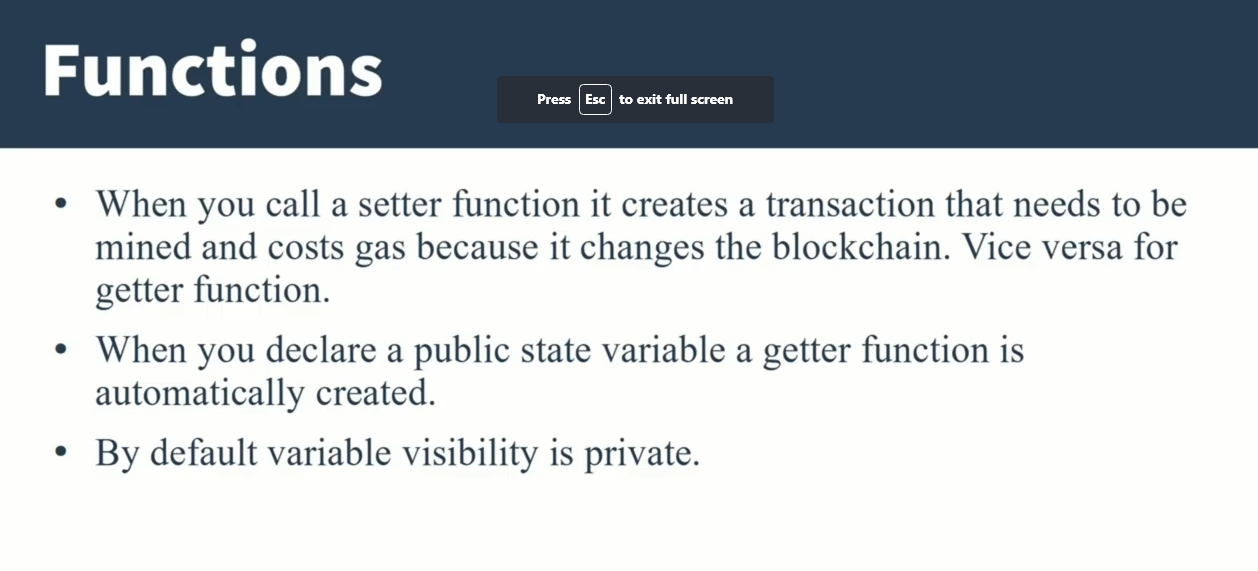 Functions
Press Esc to exit full screen
• When you call a setter function it creates a transaction that needs to be
mined and costs gas because it changes the blockchain. Vice versa for
getter function.
• When you declare a public state variable a getter function is
automatically created.
• By default variable visibility is private.